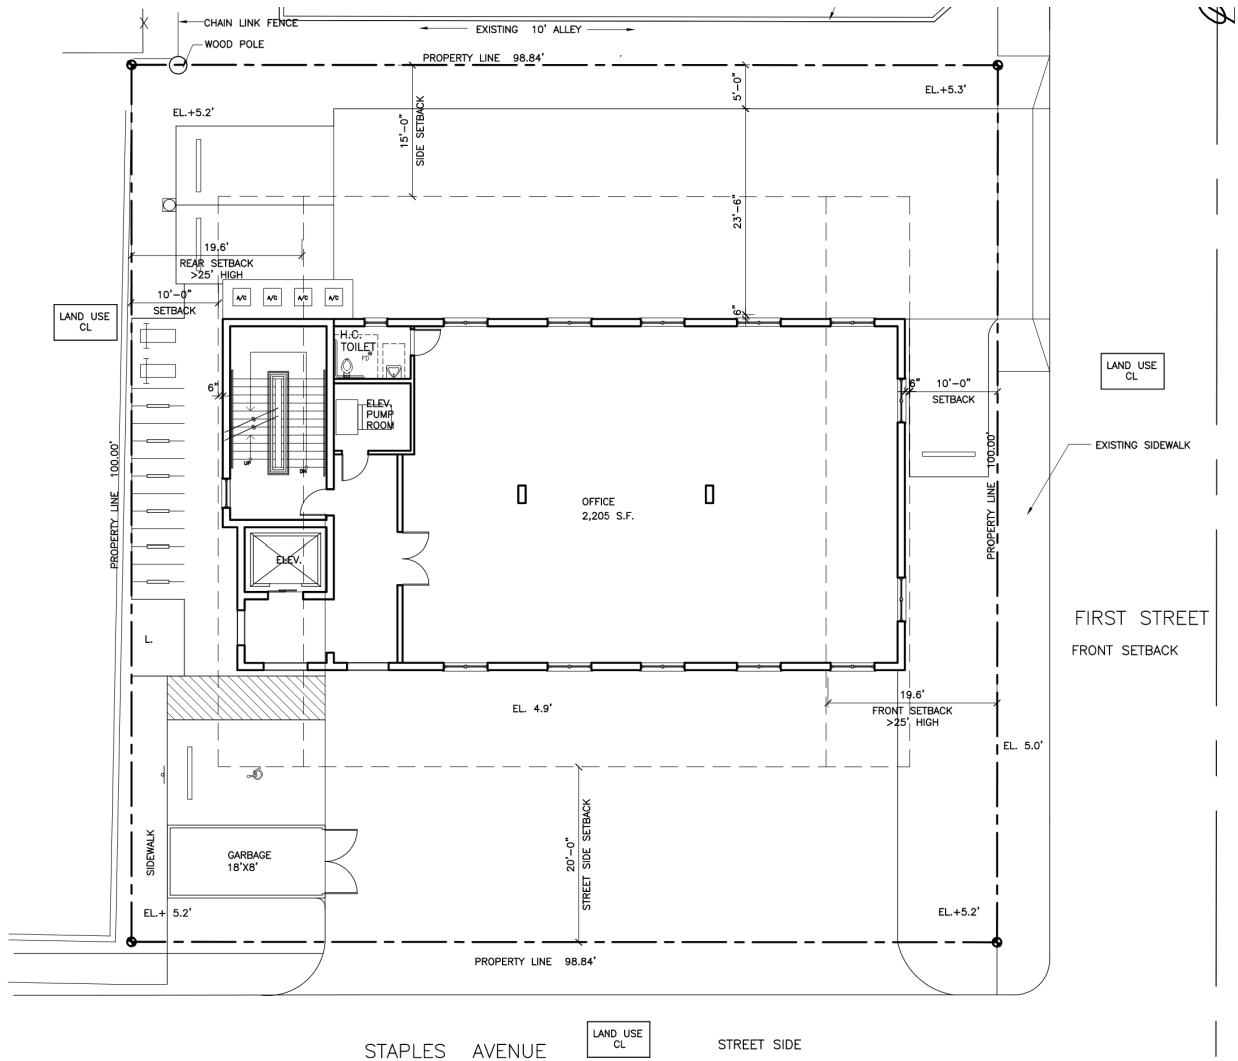 CHAIN LINK FENCE
EXISTING 10' ALLEY
WOOD POLE
PROPERTY LINE 98.84'
EL.+5.2'
15'-0"
SIDE SETBACK
5'-0"
EL.+5.3'
23'-6"
19.6'
REAR SETBACK
>25' HIGH
10'-0"
SETBACK
A/C
A/C
A/C
A/C
6"
LAND USE
CL
H.C.
TOILET
FD
6"
ELEV.
PUMP
ROOM
UP
DN
6"
10'-0"
SETBACK
LAND USE
CL
EXISTING SIDEWALK
PROPERTY LINE 100.00'
PROPERTY LINE 100.00'
OFFICE
2,205 S.F.
ELEV.
L.
FIRST STREET
FRONT SETBACK
EL. 4.9'
19.6'
FRONT SETBACK
>25' HIGH
EL. 5.0'
SIDEWALK
GARBAGE
18'X8'
20'-0"
STREET SIDE SETBACK
EL.+ 5.2'
EL.+5.2'
PROPERTY LINE 98.84'
STAPLES AVENUE
LAND USE
CL
STREET SIDE